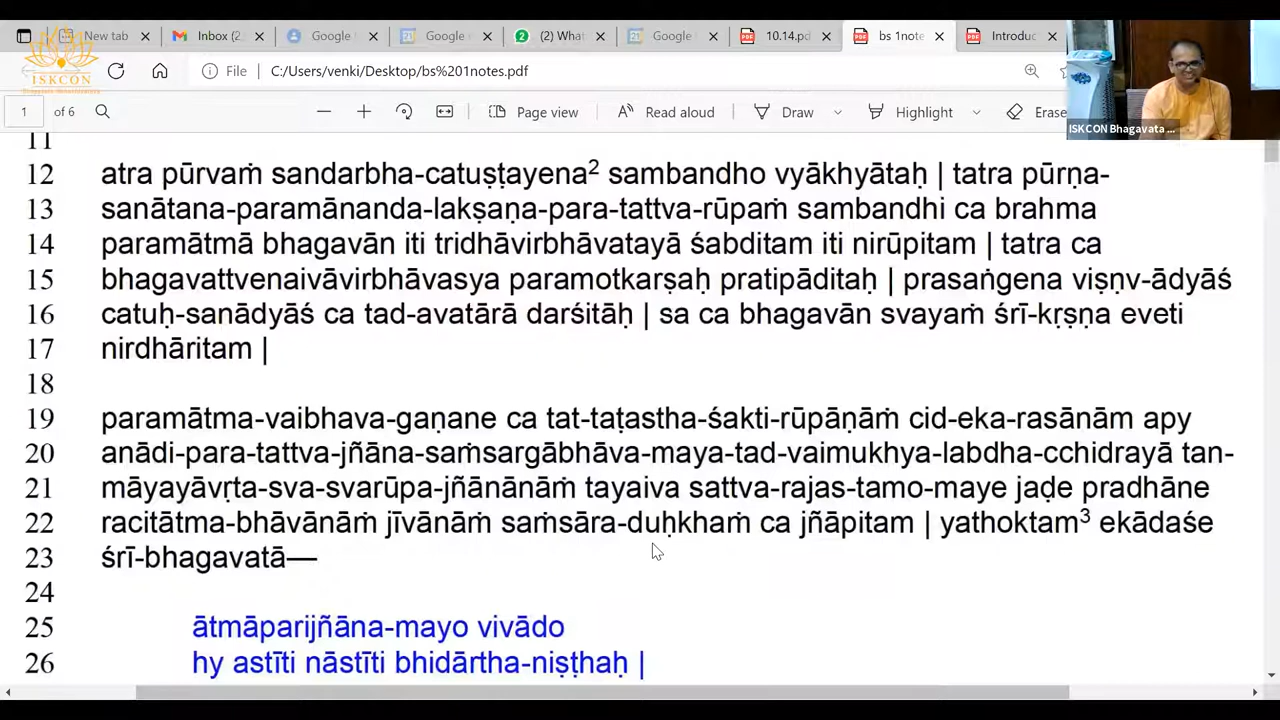 New tab
Inbox (2
Google
Google
(2) What
Google
10.14.pd
bs 1note
Introduc
ISKCON
File
C:/Users/venki/Desktop/bs%201notes.pdf
1 of 6
Page view
Read aloud
Draw
Highlight
Erase
ISKCON Bhagavata ...
11
12 atra pūrvaṁ sandarbha-catuṣṭayena2 sambandho vyākhyātaḥ | tatra pūrṇa-
13 sanātana-paramānanda-lakṣaṇa-para-tattva-rūpaṁ sambandhi ca brahma
14 paramātmā bhagavān iti tridhāvirbhāvatayā śabditam iti nirūpitam | tatra ca
15 bhagavattvenaivāvirbhāvasya paramotkarṣaḥ pratipāditaḥ | prasaṅgena viṣṇv-ādyāś
16 catuḥ-sanādyāś ca tad-avatārā darśitāḥ | sa ca bhagavān svayaṁ śrī-kṛṣṇa eveti
17 nirdhāritam |
18
19 paramātma-vaibhava-gaṇane ca tat-taṭastha-śakti-rūpāṇāṁ cid-eka-rasānām apy
20 anādi-para-tattva-jñāna-saṁsargābhāva-maya-tad-vaimukhya-labdha-cchidrayā tan-
21 māyayāvṛta-sva-svarūpa-jñānānāṁ tayaiva sattva-rajas-tamo-maye jaḍe pradhāne
22 racitātma-bhāvānāṁ jīvānāṁ saṁsāra-duḥkhaṁ ca jñāpitam | yathoktam3 ekādaśe
23 śrī-bhagavatā—
24
25 ātmāparijñāna-mayo vivādo
26 hy astīti nāstīti bhidārtha-niṣṭhaḥ |